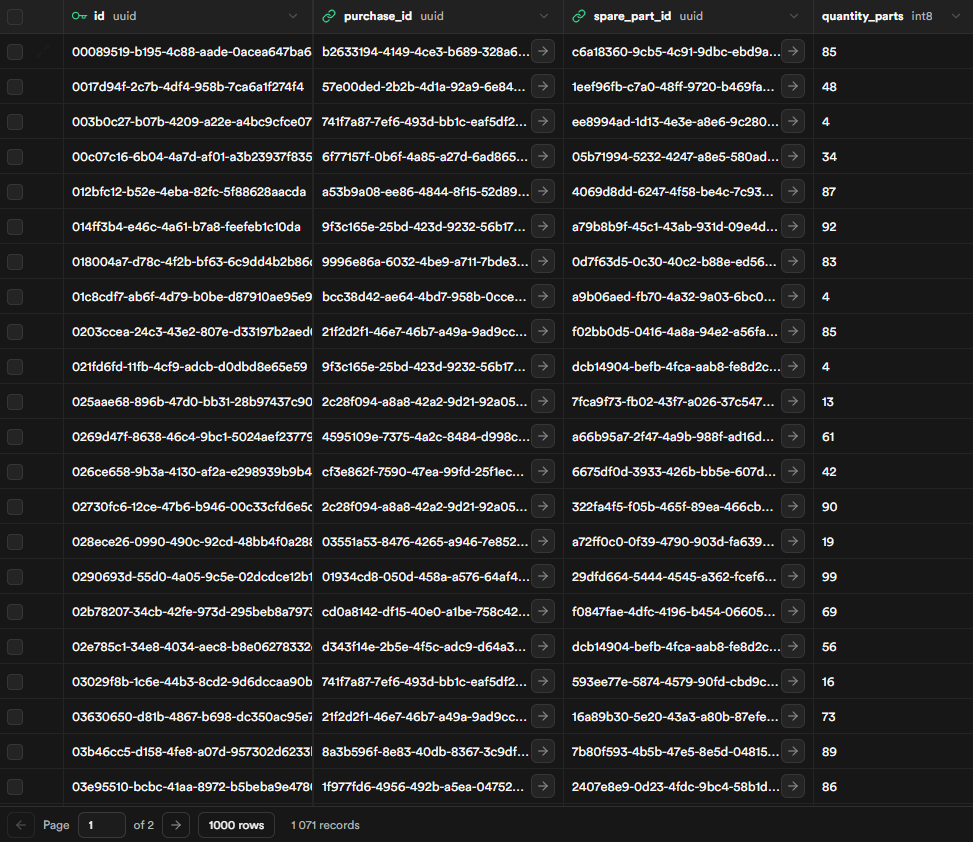 id uuid purchase_id uuid spare_part_id uuid quantity_parts int8
00089519-b195-4c88-aade-0acea647ba6 b2633194-4149-4ce3-b689-328a6... c6a18360-9cb5-4c91-9dbc-ebd9a... 85
0017d94f-2c7b-4df4-958b-7ca6a1f274f4 57e00ded-2b2b-4d1a-92a9-6e84... 1eef96fb-c7a0-48ff-9720-b469fa... 48
003b0c27-b07b-4209-a22e-a4bc9cfce07 741f7a87-7ef6-493d-bb1c-eaf5df2... ee8994ad-1d13-4e3e-a8e6-9c280... 4
00c07c16-6b04-4a7d-af01-a3b23937f835 6f77157f-0b6f-4a85-a27d-6ad865... 05b71994-5232-4247-a8e5-580ad... 34
012bfc12-b52e-4eba-82fc-5f88628aacda a53b9a08-ee86-4844-8f15-52d89... 4069d8dd-6247-4f58-be4c-7c93... 87
014ff3b4-e46c-4a61-b7a8-feefeb1c10da 9f3c165e-25bd-423d-9232-56b17... a79b8b9f-45c1-43ab-931d-09e4d... 92
018004a7-d78c-4f2b-bf63-6c9dd4b2b86 9996e86a-6032-4be9-a711-7bde3... 0d7f63d5-0c30-40c2-b88e-ed56... 83
01c8cdf7-ab6f-4d79-b0be-d87910ae95e9 bcc38d42-ae64-4bd7-958b-0cce... a9b06aed-fb70-4a32-9a03-6bc0... 4
0203ccea-24c3-43e2-807e-d33197b2aed 21f2d2f1-46e7-46b7-a49a-9ad9cc... f02bb0d5-0416-4a8a-94e2-a56fa... 85
021fd6fd-11fb-4cf9-adcb-d0dbd8e65e59 9f3c165e-25bd-423d-9232-56b17... dcb14904-befb-4fca-aab8-fe8d2c... 4
025aae68-896b-47d0-bb31-28b97437c90 2c28f094-a8a8-42a2-9d21-92a05... 7fca9f73-fb02-43f7-a026-37c547... 13
0269d47f-8638-46c4-9bc1-5024aef23779 4595109e-7375-4a2c-8484-d998c... a66b95a7-2f47-4a9b-988f-ad16d... 61
026ce658-9b3a-4130-af2a-e298939b9b4 cf3e862f-7590-47ea-99fd-25f1ec... 6675df0d-3933-426b-bb5e-607d... 42
02730fc6-12ce-47b6-b946-00c33cfd6e5 2c28f094-a8a8-42a2-9d21-92a05... 322fa4f5-f05b-465f-89ea-466cb... 90
028ece26-0990-490c-92cd-48bb4f0a288 03551a53-8476-4265-a946-7e852... a72ff0c0-0f39-4790-903d-fa639... 19
0290693d-55d0-4a05-9c5e-02dcdce12b1 01934cd8-050d-458a-a576-64af4... 29dfd664-5444-4545-a362-fcef6... 99
02b78207-34cb-42fe-973d-295beb8a7973 cd0a8142-df15-40e0-a1be-758c42... f0847fae-4dfc-4196-b454-06605... 69
02e785c1-34e8-4034-aec8-b8e06278332 d343f14e-2b5e-4f5c-adc9-d64a3... dcb14904-befb-4fca-aab8-fe8d2c... 56
03029f8b-1c6e-44b3-8cd2-9d6dccaa90b 741f7a87-7ef6-493d-bb1c-eaf5df2... 593ee77e-5874-4579-90fd-cbd9c... 16
03630650-d81b-4867-b698-dc350ac95e7 21f2d2f1-46e7-46b7-a49a-9ad9cc... 16a89b30-5e20-43a3-a80b-87efe... 73
03b46cc5-d158-4fe8-a07d-957302d6233 8a3b596f-8e83-40db-8367-3c9df... 7b80f593-4b5b-47e5-8e5d-04815... 89
03e95510-bcbc-41aa-8972-b5beba9e478 1f977fd6-4956-492b-a5ea-04752... 2407e8e9-0d23-4fdc-9bc4-58b1d... 86
Page 1 of 2 1000 rows 1 071 records